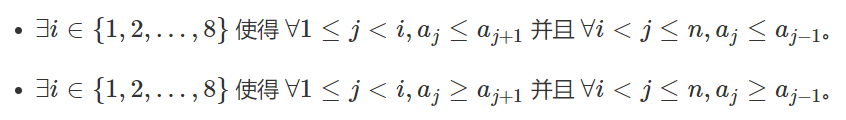 • ∃i ∈ {1, 2, …, 8} 使得 ∀1 ≤ j < i, a_j ≤ a_{j+1} 并且 ∀i < j ≤ n, a_j ≤ a_{j−1}。
• ∃i ∈ {1, 2, …, 8} 使得 ∀1 ≤ j < i, a_j ≥ a_{j+1} 并且 ∀i < j ≤ n, a_j ≥ a_{j−1}。